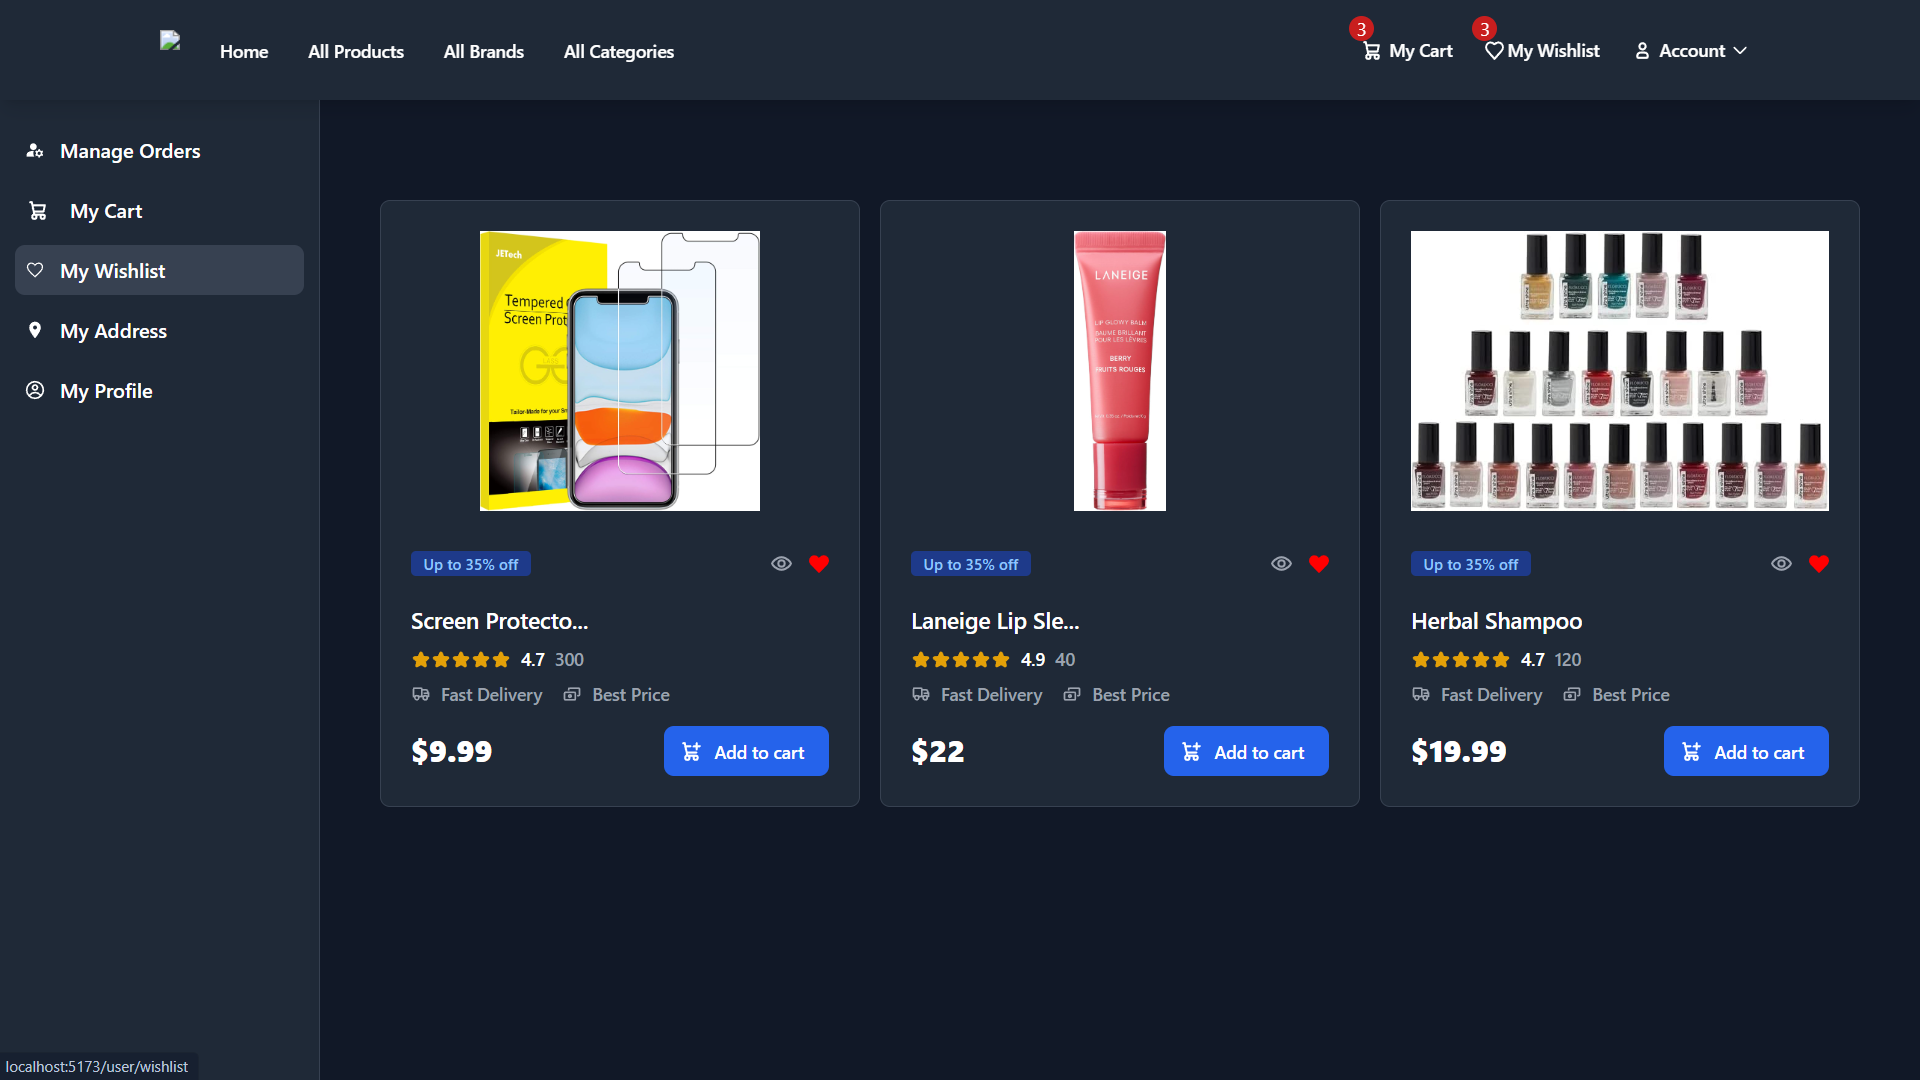 Home
All Products
All Brands
All Categories
3
My Cart
3
My Wishlist
Account
Manage Orders
My Cart
My Wishlist
My Address
My Profile
JETech
Tempered
Screen Prot
LANEIGE
LIP GLOWY BALM
BAUME BRILLANT
POUR LES LÈVRES
BERRY
FRUITS ROUGES
Up to 35% off
Screen Protecto...
4.7 300
Fast Delivery
Best Price
$9.99
Add to cart
Up to 35% off
Laneige Lip Sle...
4.9 40
Fast Delivery
Best Price
$22
Add to cart
Up to 35% off
Herbal Shampoo
4.7 120
Fast Delivery
Best Price
$19.99
Add to cart
localhost:5173/user/wishlist